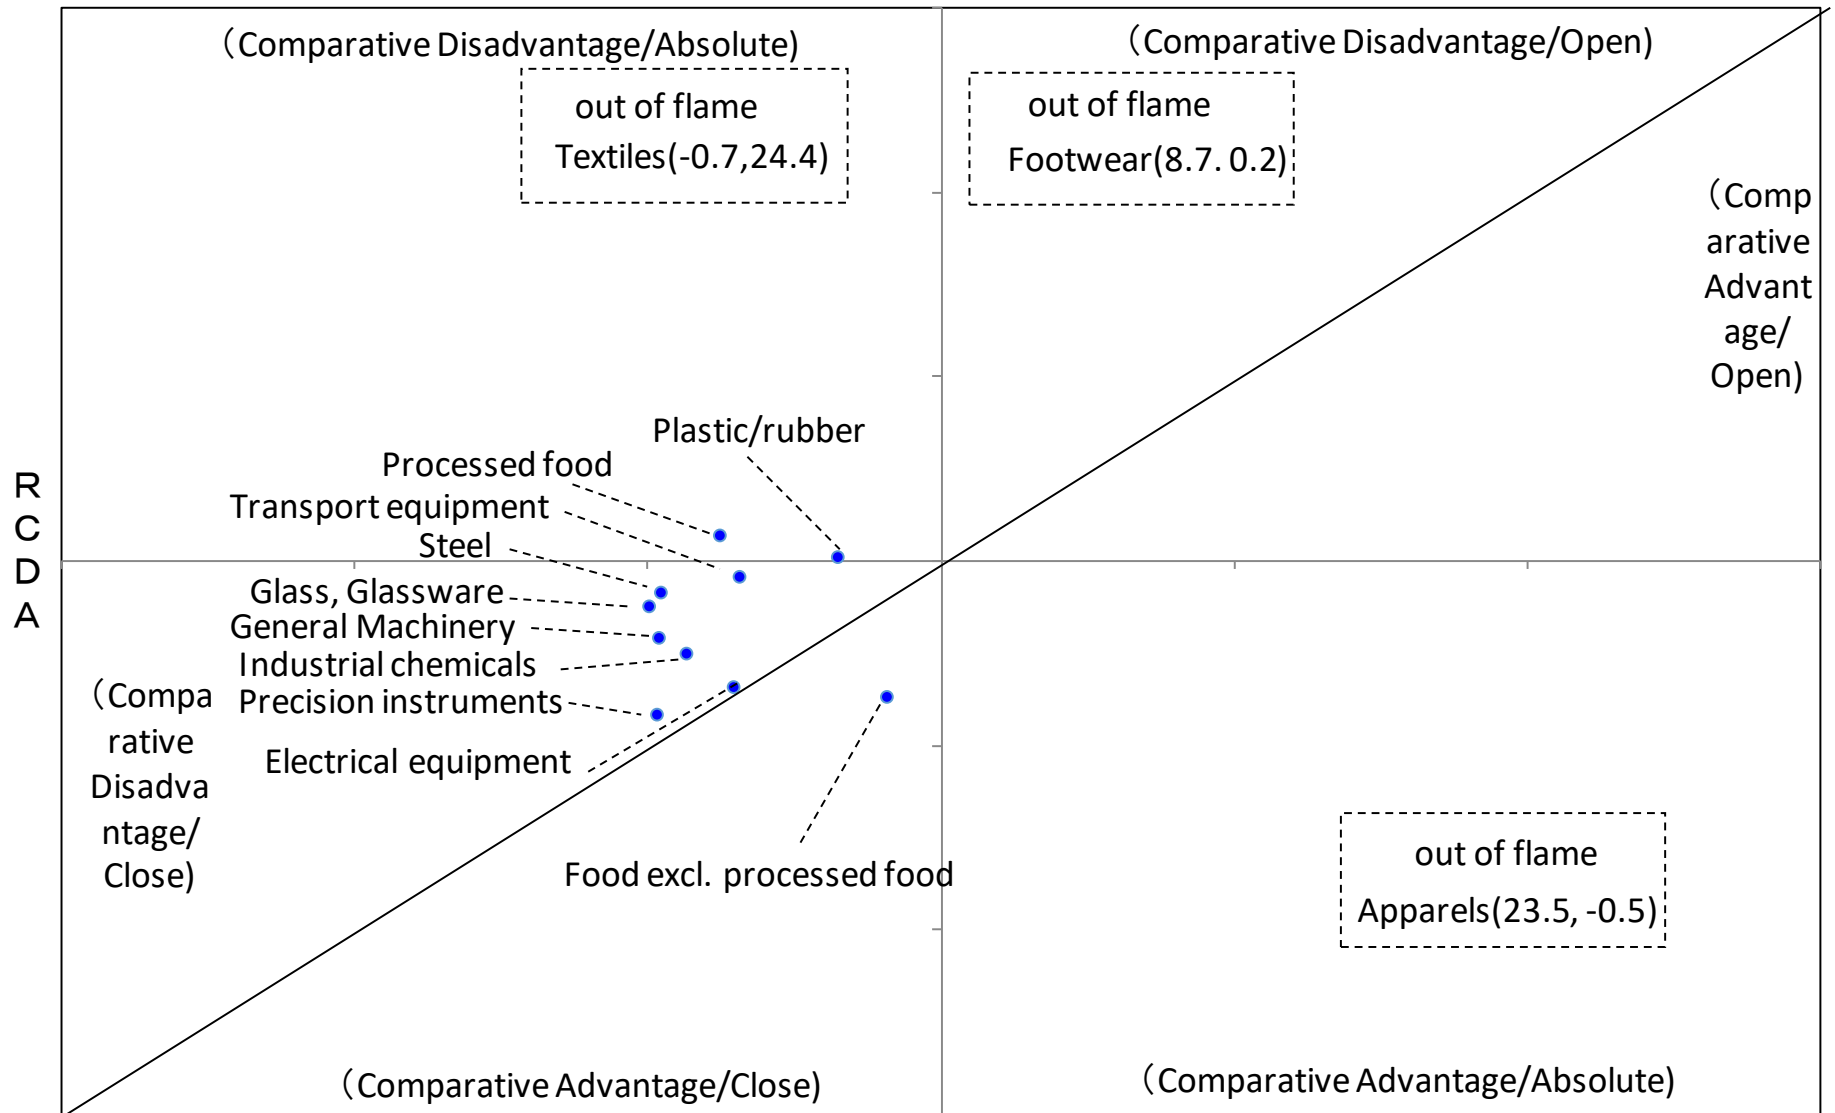 （Comparative Disadvantage/Absolute)
（Comparative Disadvantage/Open)
out of flame
Textiles(-0.7,24.4)
out of flame
Footwear(8.7. 0.2)
（Comp
arative
Advant
age/
Open)
Plastic/rubber
Processed food
Transport equipment
Steel
R
C
D
A
Glass, Glassware
General Machinery
Industrial chemicals
Precision instruments
Electrical equipment
（Compa
rative
Disadva
ntage/
Close)
Food excl. processed food
out of flame
Apparels(23.5, -0.5)
（Comparative Advantage/Close)
（Comparative Advantage/Absolute)